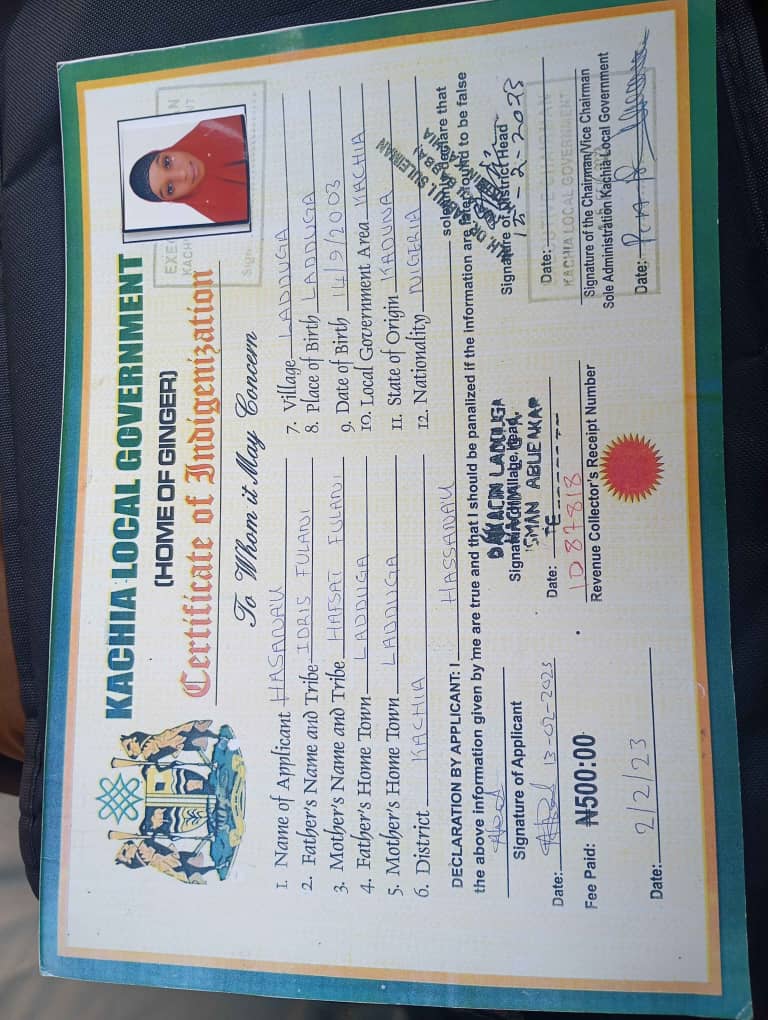 KACHIA LOCAL GOVERNMENT
(HOME OF GINGER)
Certificate of Indigenization
To Whom it May Concern
1. Name of Applicant HASANAU
2. Father's Name and Tribe IDRIS FULANI
3. Mother's Name and Tribe HAFSAT FULANI
4. Father's Home Town LADDUGA
5. Mother's Home Town LADDUGA
6. District KACHIA
7. Village LADDUGA
8. Place of Birth LADDUGA
9. Date of Birth 14/9/2003
10. Local Government Area KACHIA
11. State of Origin KADUNA
12. Nationality NIGERIA
DECLARATION BY APPLICANT: I HASSANAU solemnly declare that
the above information given by me are true and that I should be panalized if the information are later found to be false
Signature of Applicant
Date: 13-02-2023
DAKACIN LADDUGA
Village Head
USMAN ABUBAKAR
Date:
Signature of District Head
Date:
Fee Paid: ₦500:00
1087818
Revenue Collector's Receipt Number
Signature of the Chairman/Vice Chairman
Sole Administration Kachia Local Government
Date: 2/2/23
Date:
KACHIA LOCAL GOVERNMENT